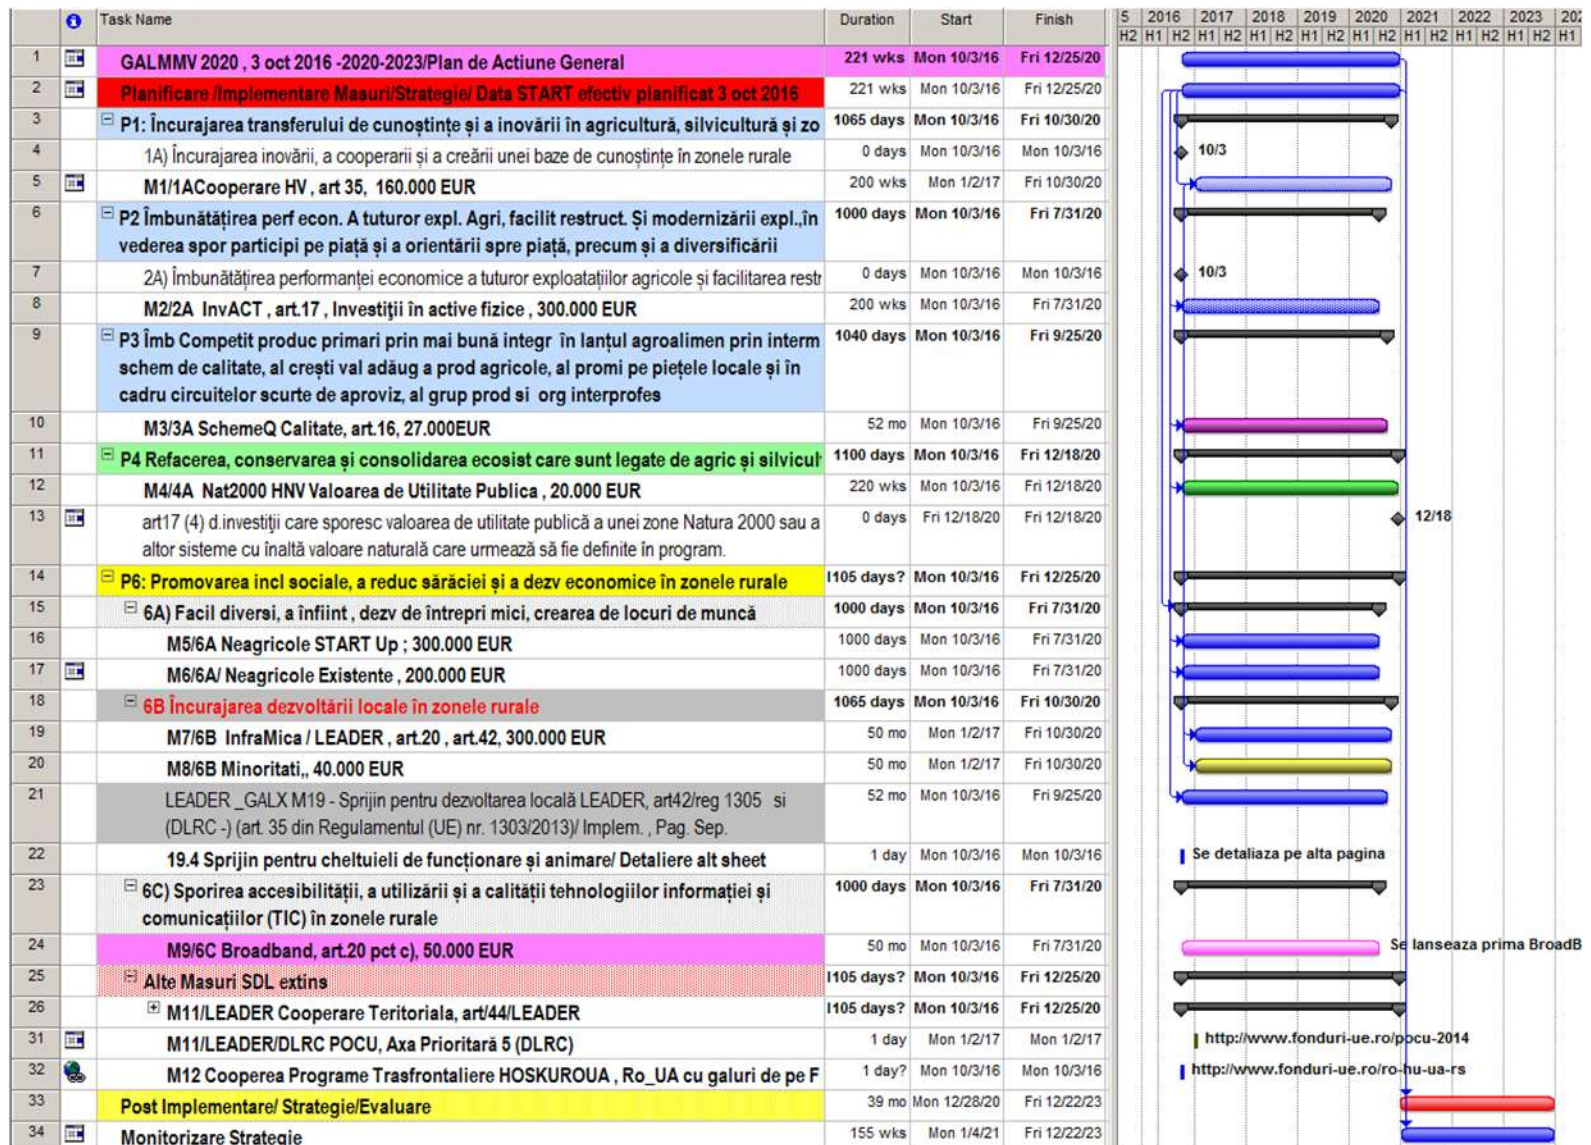 Task Name Duration Start Finish 5 2016 2017 2018 2019 2020 2021 2022 2023 202
H2 H1 H2 H1 H2 H1 H2 H1 H2 H1 H2 H1 H2 H1 H2 H1 H2 H1
1 GALMMV 2020 , 3 oct 2016 -2020-2023/Plan de Actiune General 221 wks Mon 10/3/16 Fri 12/25/20
2 Planificare /Implementare Masuri/Strategie/ Data START efectiv planificat 3 oct 2016 221 wks Mon 10/3/16 Fri 12/25/20
3 P1: Încurajarea transferului de cunoștințe și a inovării în agricultură, silvicultură și zo 1065 days Mon 10/3/16 Fri 10/30/20
4 1A) Încurajarea inovării, a cooperarii și a creării unei baze de cunoștințe în zonele rurale 0 days Mon 10/3/16 Mon 10/3/16 10/3
5 M1/1ACooperare HV, art 35, 160.000 EUR 200 wks Mon 1/2/17 Fri 10/30/20
6 P2 Îmbunătățirea perf econ. A tuturor expl. Agri, facilit restruct. Și modernizării expl.,în 1000 days Mon 10/3/16 Fri 7/31/20
vederea spor participi pe piață și a orientării spre piață, precum și a diversificării
7 2A) Îmbunătățirea performanței economice a tuturor exploatațiilor agricole și facilitarea restr 0 days Mon 10/3/16 Mon 10/3/16 10/3
8 M2/2A InvACT , art.17 , Investiții în active fizice , 300.000 EUR 200 wks Mon 10/3/16 Fri 7/31/20
9 P3 Îmb Competit produc primari prin mai bună integr în lanțul agroalimen prin interm 1040 days Mon 10/3/16 Fri 9/25/20
schem de calitate, al crești val adăug a prod agricole, al promi pe piețele locale și în
cadru circuitelor scurte de aproviz, al grup prod si org interprofes
10 M3/3A SchemeQ Calitate, art.16, 27.000EUR 52 mo Mon 10/3/16 Fri 9/25/20
11 P4 Refacerea, conservarea și consolidarea ecosist care sunt legate de agric și silvicul 1100 days Mon 10/3/16 Fri 12/18/20
12 M4/4A Nat2000 HNV Valoarea de Utilitate Publica , 20.000 EUR 220 wks Mon 10/3/16 Fri 12/18/20
13 art17 (4) d.investiții care sporesc valoarea de utilitate publică a unei zone Natura 2000 sau a 0 days Fri 12/18/20 Fri 12/18/20 12/18
altor sisteme cu înaltă valoare naturală care urmează să fie definite în program.
14 P6: Promovarea incl sociale, a reduc sărăciei și a dezv economice în zonele rurale 1105 days? Mon 10/3/16 Fri 12/25/20
15 6A) Facil diversi, a înfiint , dezv de întrepri mici, crearea de locuri de muncă 1000 days Mon 10/3/16 Fri 7/31/20
16 M5/6A Neagricole START Up ; 300.000 EUR 1000 days Mon 10/3/16 Fri 7/31/20
17 M6/6A/ Neagricole Existente , 200.000 EUR 1000 days Mon 10/3/16 Fri 7/31/20
18 6B Încurajarea dezvoltării locale în zonele rurale 1065 days Mon 10/3/16 Fri 10/30/20
19 M7/6B InfraMica / LEADER , art.20 , art.42, 300.000 EUR 50 mo Mon 1/2/17 Fri 10/30/20
20 M8/6B Minoritati,, 40.000 EUR 50 mo Mon 1/2/17 Fri 10/30/20
21 LEADER _GALX M19 - Sprijin pentru dezvoltarea locală LEADER, art42/reg 1305 si 52 mo Mon 10/3/16 Fri 9/25/20
(DLRC -) (art. 35 din Regulamentul (UE) nr. 1303/2013)/ Implem. , Pag. Sep.
22 19.4 Sprijin pentru cheltuieli de funcționare și animare/ Detaliere alt sheet 1 day Mon 10/3/16 Mon 10/3/16 Se detaliaza pe alta pagina
23 6C) Sporirea accesibilității, a utilizării și a calității tehnologiilor informației și 1000 days Mon 10/3/16 Fri 7/31/20
comunicațiilor (TIC) în zonele rurale
24 M9/6C Broadband, art.20 pct c), 50.000 EUR 50 mo Mon 10/3/16 Fri 7/31/20 Se lanseaza prima BroadB
25 Alte Masuri SDL extins 1105 days? Mon 10/3/16 Fri 12/25/20
26 M11/LEADER Cooperare Teritoriala, art/44/LEADER 1105 days? Mon 10/3/16 Fri 12/25/20
31 M11/LEADER/DLRC POCU, Axa Prioritară 5 (DLRC) 1 day Mon 1/2/17 Mon 1/2/17 http://www.fonduri-ue.ro/pocu-2014
32 M12 Cooperea Programe Trasfrontaliere HOSKUROUA , Ro_UA cu galuri de pe F 1 day? Mon 10/3/16 Mon 10/3/16 http://www.fonduri-ue.ro/ro-hu-ua-rs
33 Post Implementare/ Strategie/Evaluare 39 mo Mon 12/28/20 Fri 12/22/23
34 Monitorizare Strategie 155 wks Mon 1/4/21 Fri 12/22/23